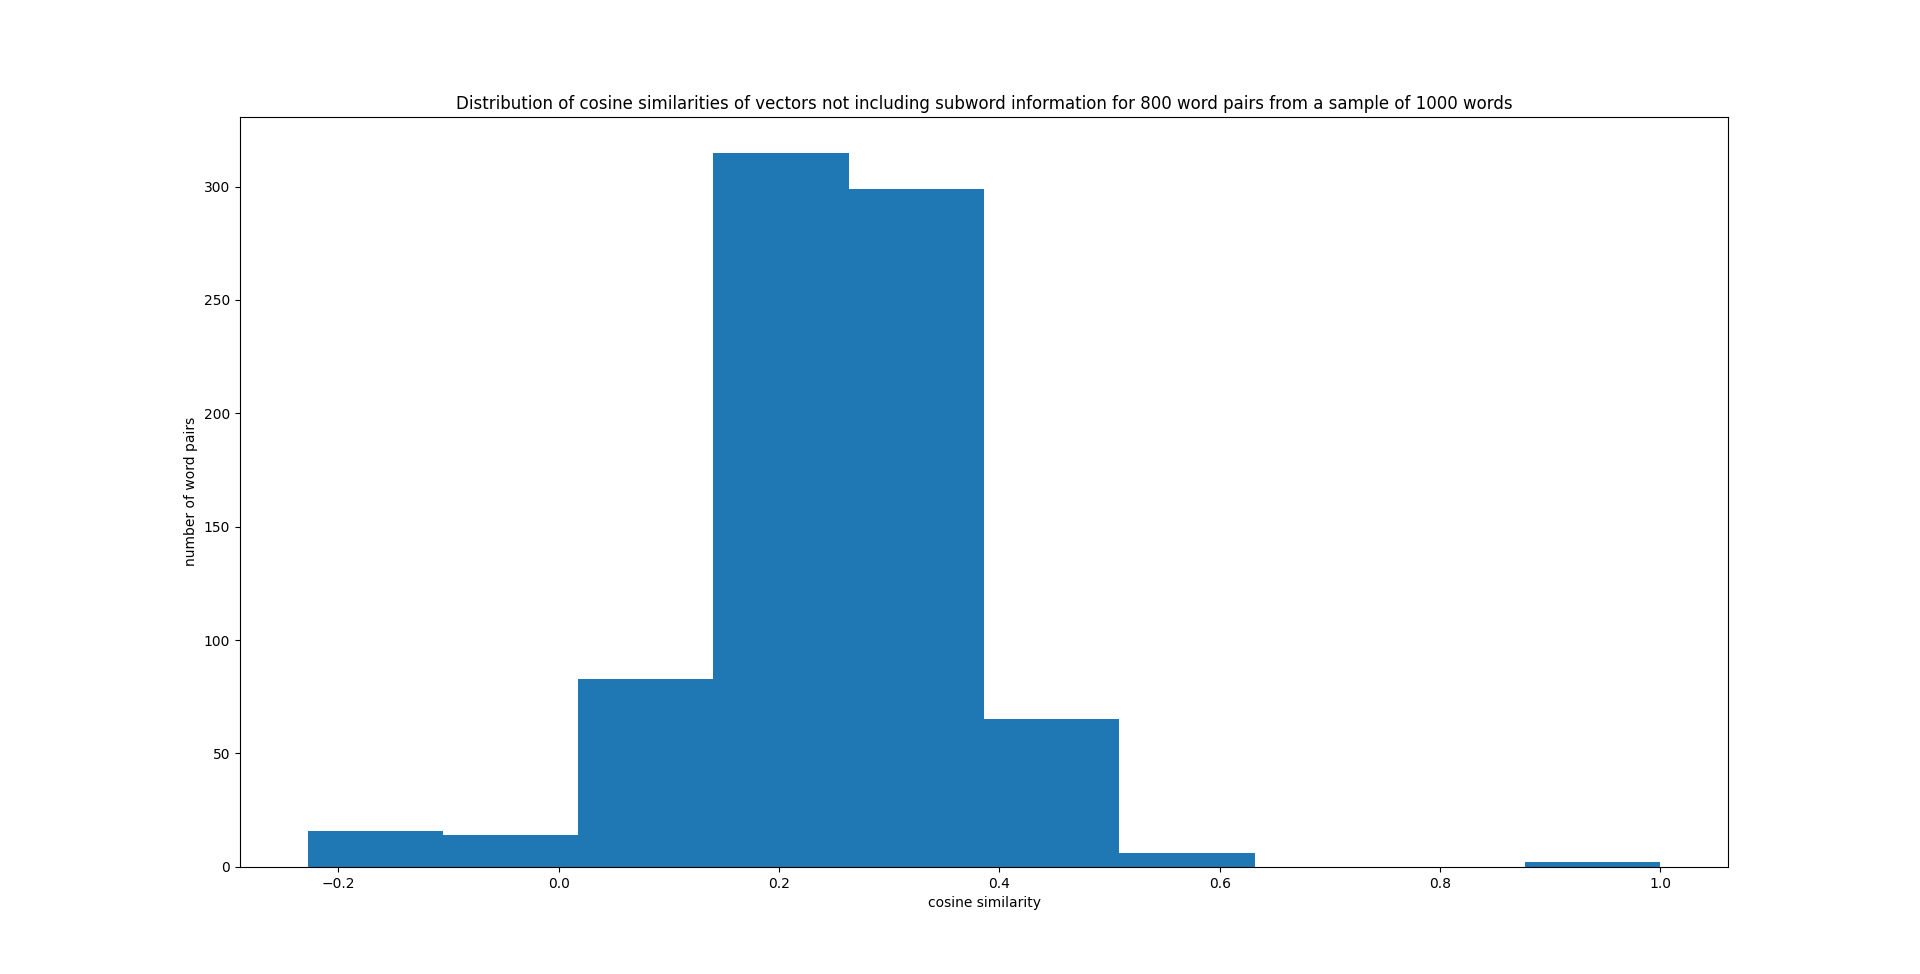 Distribution of cosine similarities of vectors not including subword information for 800 word pairs from a sample of 1000 words
300
250
200
150
100
50
0
number of word pairs
−0.2 0.0 0.2 0.4 0.6 0.8 1.0
cosine similarity